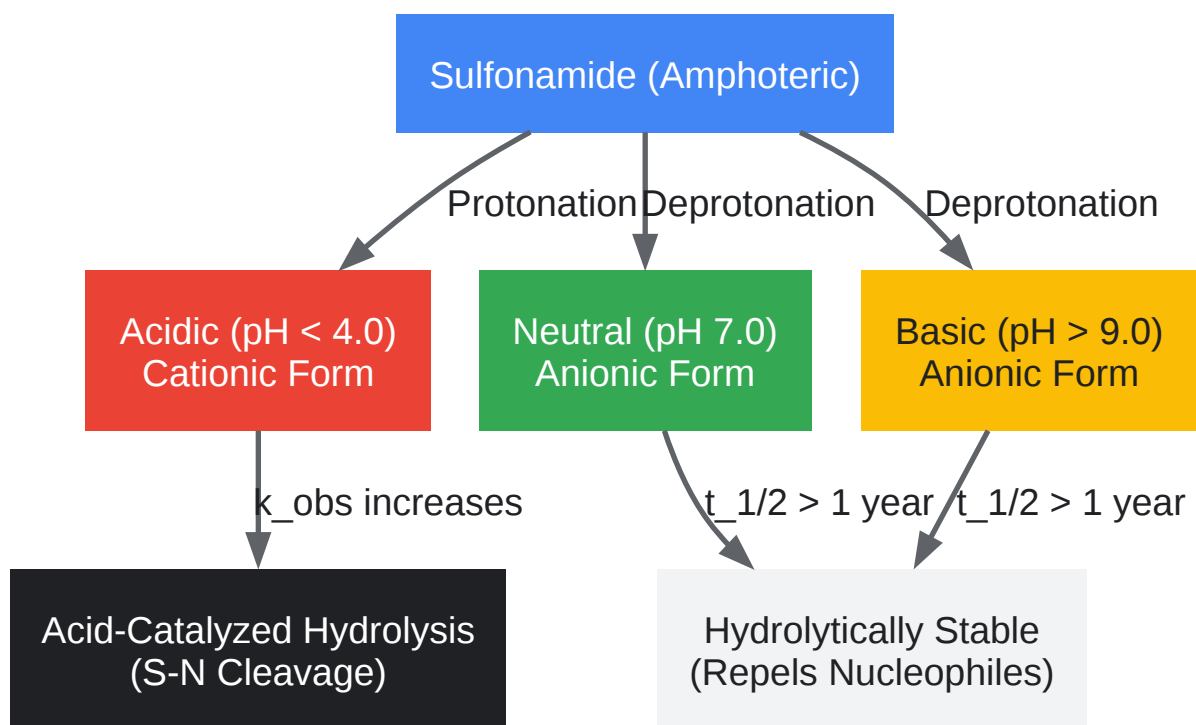 Sulfonamide (Amphoteric)
Protonation
Deprotonation
Deprotonation
Acidic (pH < 4.0)
Cationic Form
Neutral (pH 7.0)
Anionic Form
Basic (pH > 9.0)
Anionic Form
k_obs increases
t_1/2 > 1 year
t_1/2 > 1 year
Acid-Catalyzed Hydrolysis
(S-N Cleavage)
Hydrolytically Stable
(Repels Nucleophiles)